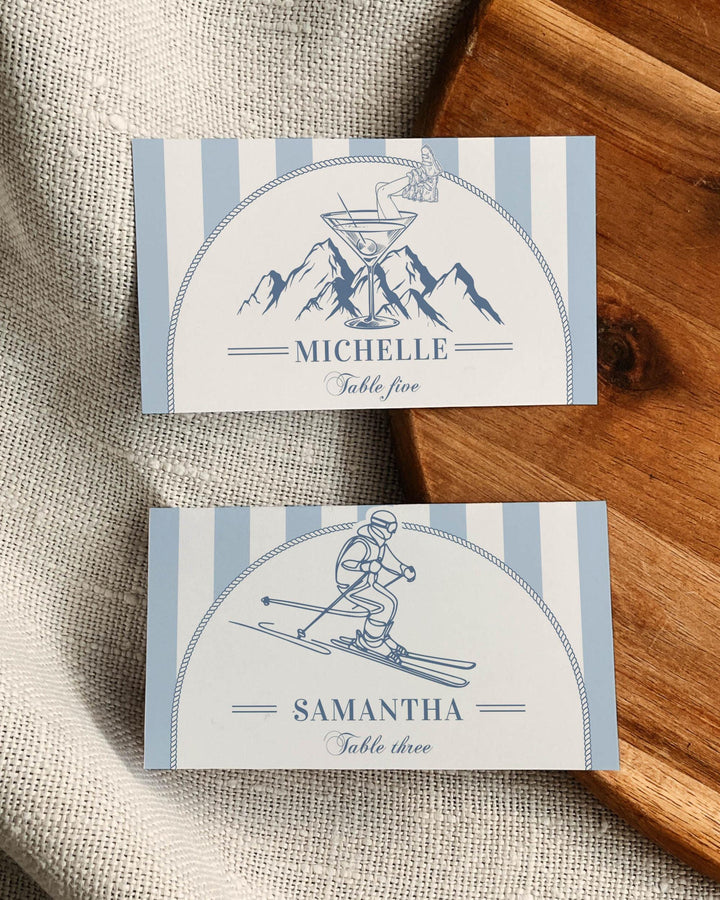 MICHELLE
Table five
SAMANTHA
Table three